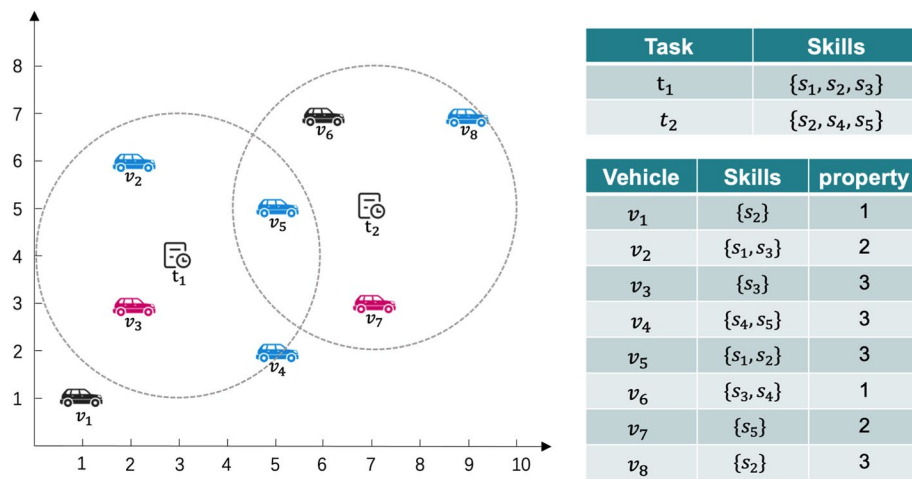 8
7
6
5
4
3
2
1
1 2 3 4 5 6 7 8 9 10
v₆
v₈
v₂
v₅
t₂
t₁
v₃
v₇
v₄
v₁
Task Skills
t₁ {s₁, s₂, s₃}
t₂ {s₂, s₄, s₅}
Vehicle Skills property
v₁ {s₂} 1
v₂ {s₁, s₃} 2
v₃ {s₃} 3
v₄ {s₄, s₅} 3
v₅ {s₁, s₂} 3
v₆ {s₃, s₄} 1
v₇ {s₅} 2
v₈ {s₂} 3